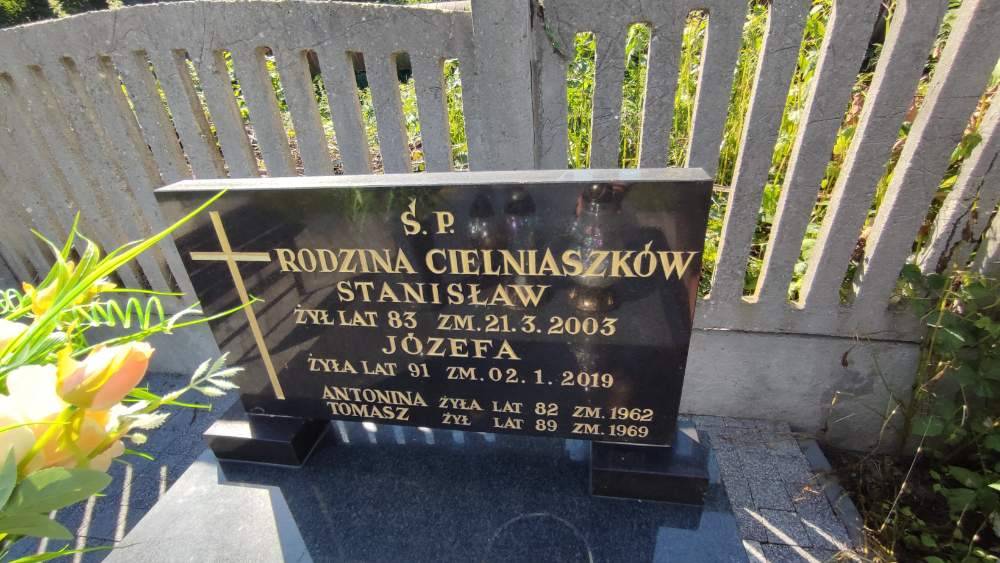 Ś. P.
RODZINA CIELNIASZKÓW
STANISŁAW
ŻYŁ LAT 83 ZM. 21. 3. 2003
JÓZEFA
ŻYŁA LAT 91 ZM. 02. 1. 2019
ANTONINA ŻYŁA LAT 82 ZM. 1962
TOMASZ ŻYŁ LAT 89 ZM. 1969